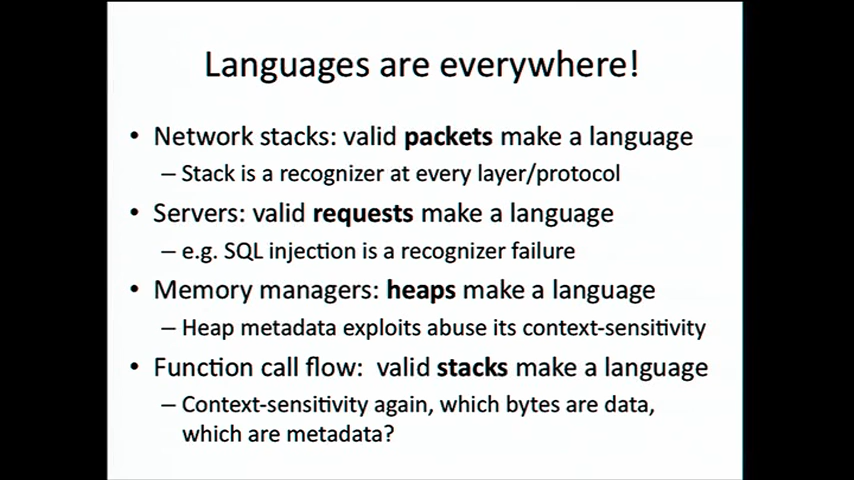 Languages are everywhere!
• Network stacks: valid packets make a language
– Stack is a recognizer at every layer/protocol
• Servers: valid requests make a language
– e.g. SQL injection is a recognizer failure
• Memory managers: heaps make a language
– Heap metadata exploits abuse its context-sensitivity
• Function call flow:  valid stacks make a language
– Context-sensitivity again, which bytes are data,
which are metadata?